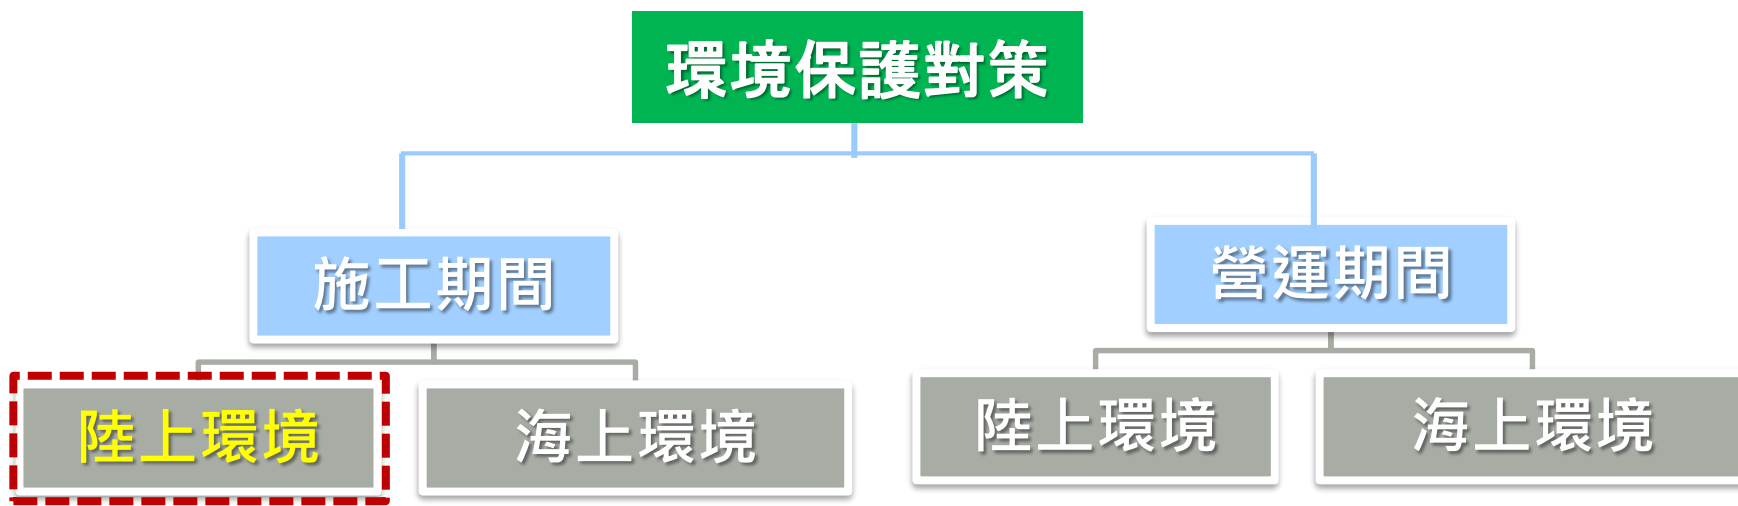 環境保護對策
施工期間
營運期間
陸上環境
海上環境
陸上環境
海上環境